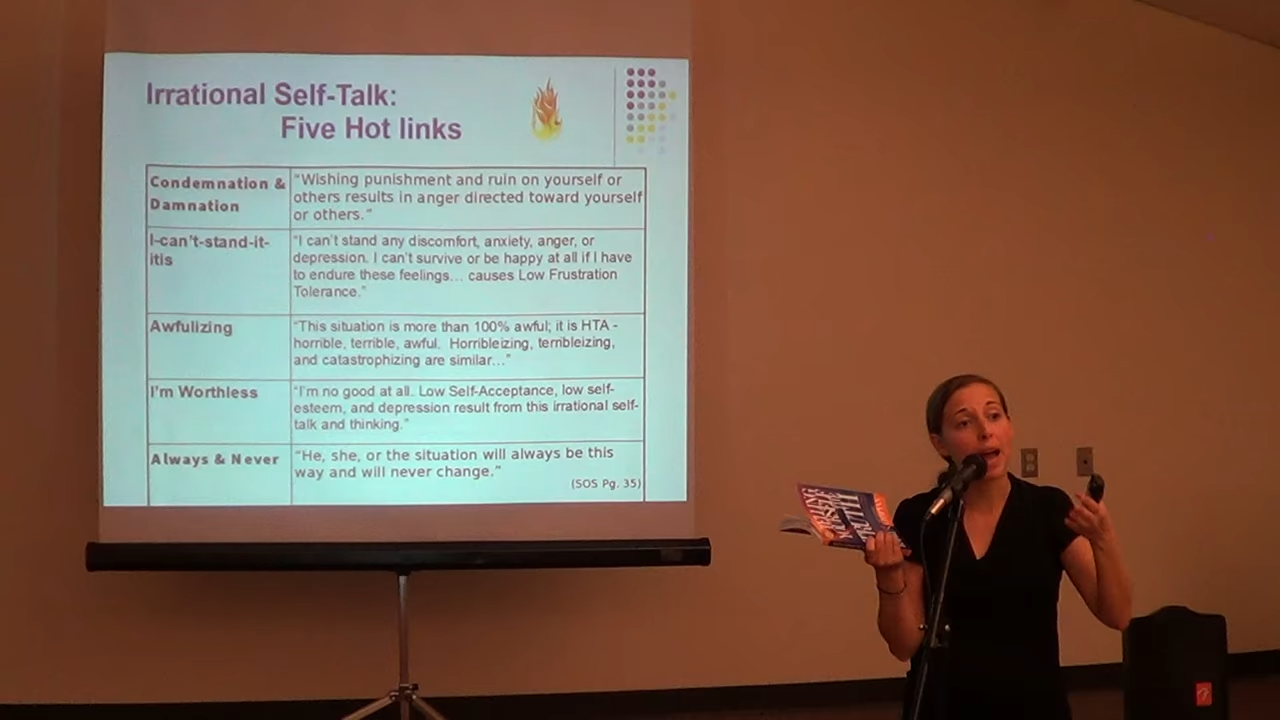 Irrational Self-Talk:
Five Hot links
Condemnation &
Damnation
“Wishing punishment and ruin on yourself or
others results in anger directed toward yourself
or others.”
I-can’t-stand-it-
itis
“I can’t stand any discomfort, anxiety, anger, or
depression. I can’t survive or be happy at all if I have
to endure these feelings... causes Low Frustration
Tolerance.”
Awfulizing
“This situation is more than 100% awful; it is HTA -
horrible, terrible, awful. Horribleizing, terribleizing,
and catastrophizing are similar...”
I’m Worthless
“I’m no good at all. Low Self-Acceptance, low self-
esteem, and depression result from this irrational self-
talk and thinking.”
Always & Never
“He, she, or the situation will always be this
way and will never change.”
(SOS Pg. 35)
TRUTH